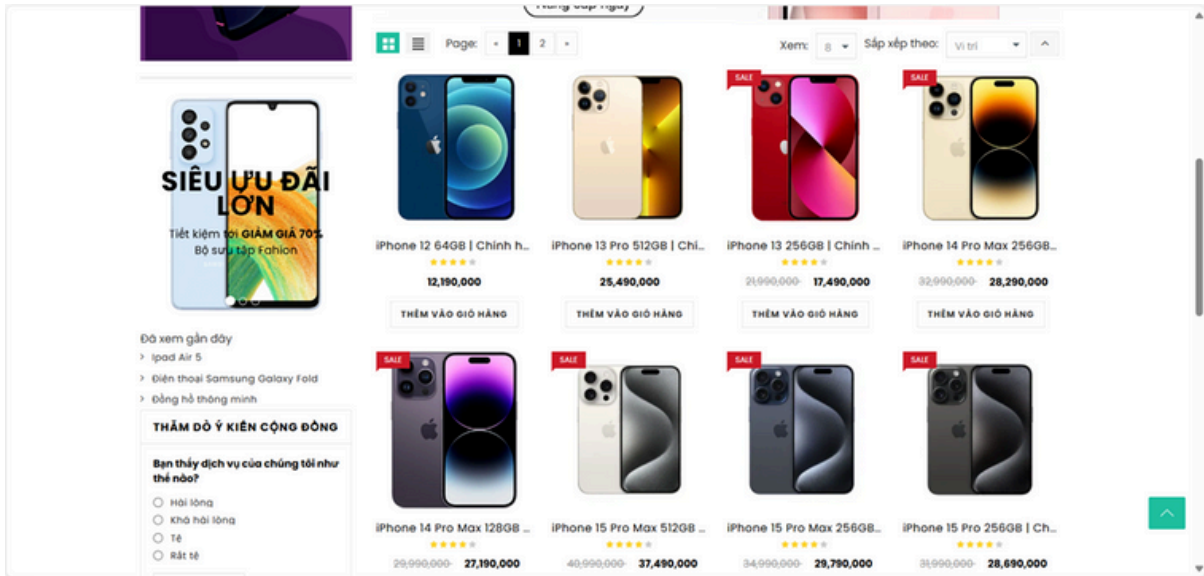 Nâng cấp ngay
Page: « 1 2 »
Xem: 8
Sắp xếp theo: Vị trí
SIÊU ƯU ĐÃI
LỚN
Tiết kiệm tới GIẢM GIÁ 70%
Bộ sưu tập Fahion
Đã xem gần đây
> Ipad Air 5
> Điện thoại Samsung Galaxy Fold
> Đồng hồ thông minh
THĂM DÒ Ý KIẾN CỘNG ĐỒNG
Bạn thấy dịch vụ của chúng tôi như
thế nào?
Hài lòng
Khá hài lòng
Tệ
Rất tệ
SALE
SALE
iPhone 12 64GB | Chính h...
iPhone 13 Pro 512GB | Chí...
iPhone 13 256GB | Chính ...
iPhone 14 Pro Max 256GB...
12,190,000
25,490,000
21,990,000 17,490,000
32,990,000 28,290,000
THÊM VÀO GIỎ HÀNG
THÊM VÀO GIỎ HÀNG
THÊM VÀO GIỎ HÀNG
THÊM VÀO GIỎ HÀNG
SALE
SALE
SALE
SALE
iPhone 14 Pro Max 128GB ...
iPhone 15 Pro Max 512GB ...
iPhone 15 Pro Max 256GB...
iPhone 15 Pro 256GB | Ch...
29,990,000 27,190,000
40,990,000 37,490,000
34,990,000 29,790,000
31,990,000 28,690,000